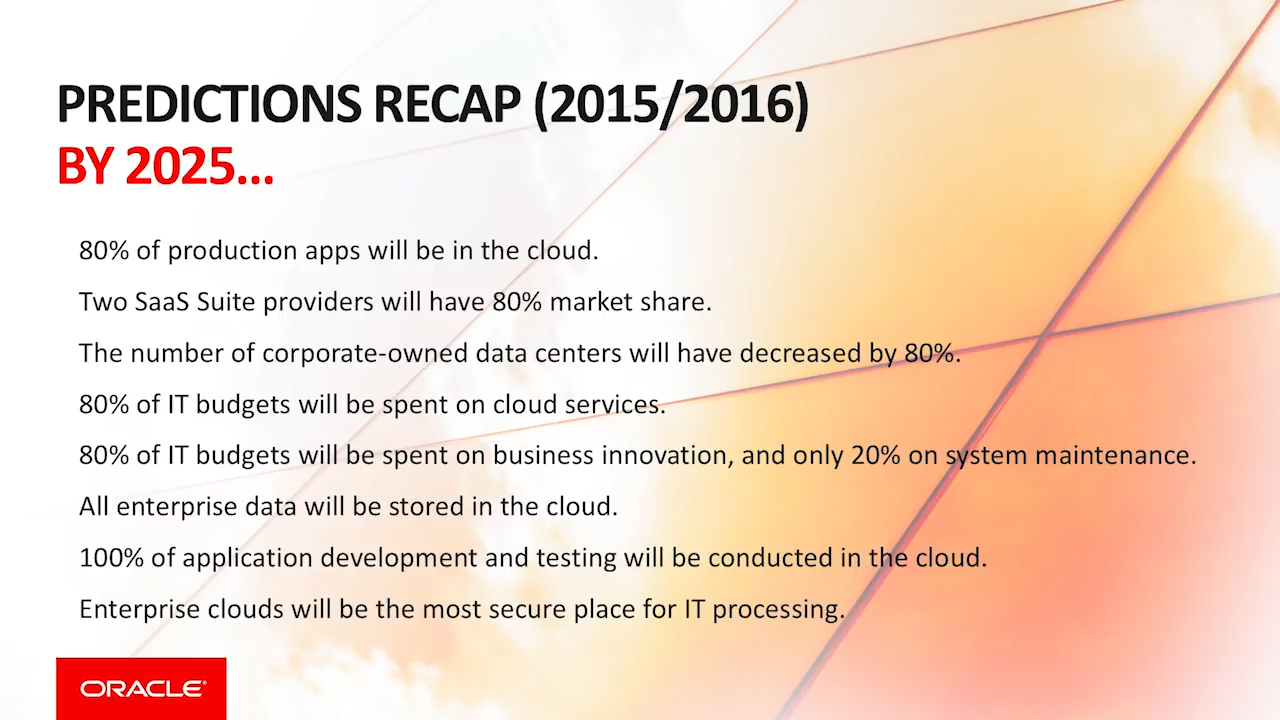 PREDICTIONS RECAP (2015/2016)
BY 2025...
80% of production apps will be in the cloud.
Two SaaS Suite providers will have 80% market share.
The number of corporate-owned data centers will have decreased by 80%.
80% of IT budgets will be spent on cloud services.
80% of IT budgets will be spent on business innovation, and only 20% on system maintenance.
All enterprise data will be stored in the cloud.
100% of application development and testing will be conducted in the cloud.
Enterprise clouds will be the most secure place for IT processing.
ORACLE®